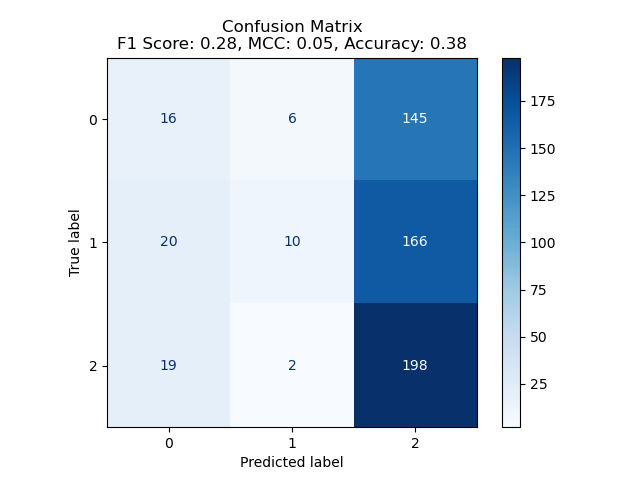 Confusion Matrix
F1 Score: 0.28, MCC: 0.05, Accuracy: 0.38
0 16 6 145
1 20 10 166
2 19 2 198
0 1 2
Predicted label
True label
175
150
125
100
75
50
25